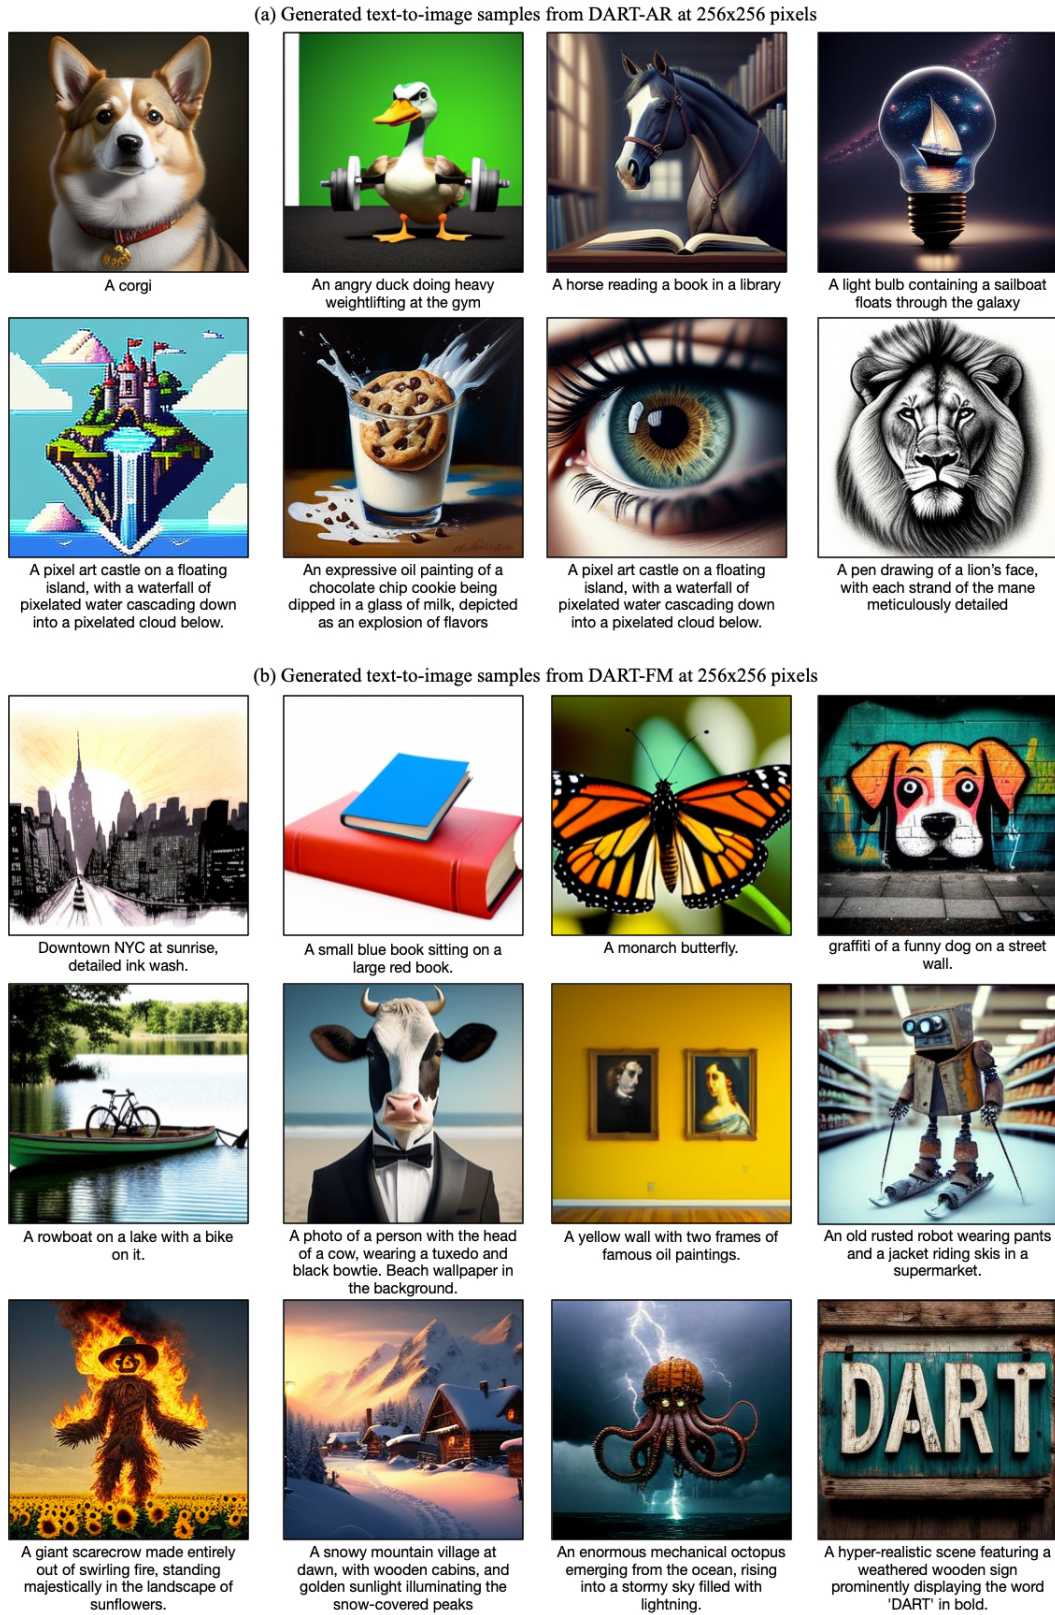 (a) Generated text-to-image samples from DART-AR at 256x256 pixels
A corgi
An angry duck doing heavy
weightlifting at the gym
A horse reading a book in a library
A light bulb containing a sailboat
floats through the galaxy
A pixel art castle on a floating
island, with a waterfall of
pixelated water cascading down
into a pixelated cloud below.
An expressive oil painting of a
chocolate chip cookie being
dipped in a glass of milk, depicted
as an explosion of flavors
A pixel art castle on a floating
island, with a waterfall of
pixelated water cascading down
into a pixelated cloud below.
A pen drawing of a lion's face,
with each strand of the mane
meticulously detailed
(b) Generated text-to-image samples from DART-FM at 256x256 pixels
Downtown NYC at sunrise,
detailed ink wash.
A small blue book sitting on a
large red book.
A monarch butterfly.
graffiti of a funny dog on a street
wall.
A rowboat on a lake with a bike
on it.
A photo of a person with the head
of a cow, wearing a tuxedo and
black bowtie. Beach wallpaper in
the background.
A yellow wall with two frames of
famous oil paintings.
An old rusted robot wearing pants
and a jacket riding skis in a
supermarket.
DART
A giant scarecrow made entirely
out of swirling fire, standing
majestically in the landscape of
sunflowers.
A snowy mountain village at
dawn, with wooden cabins, and
golden sunlight illuminating the
snow-covered peaks
An enormous mechanical octopus
emerging from the ocean, rising
into a stormy sky filled with
lightning.
A hyper-realistic scene featuring a
weathered wooden sign
prominently displaying the word
'DART' in bold.